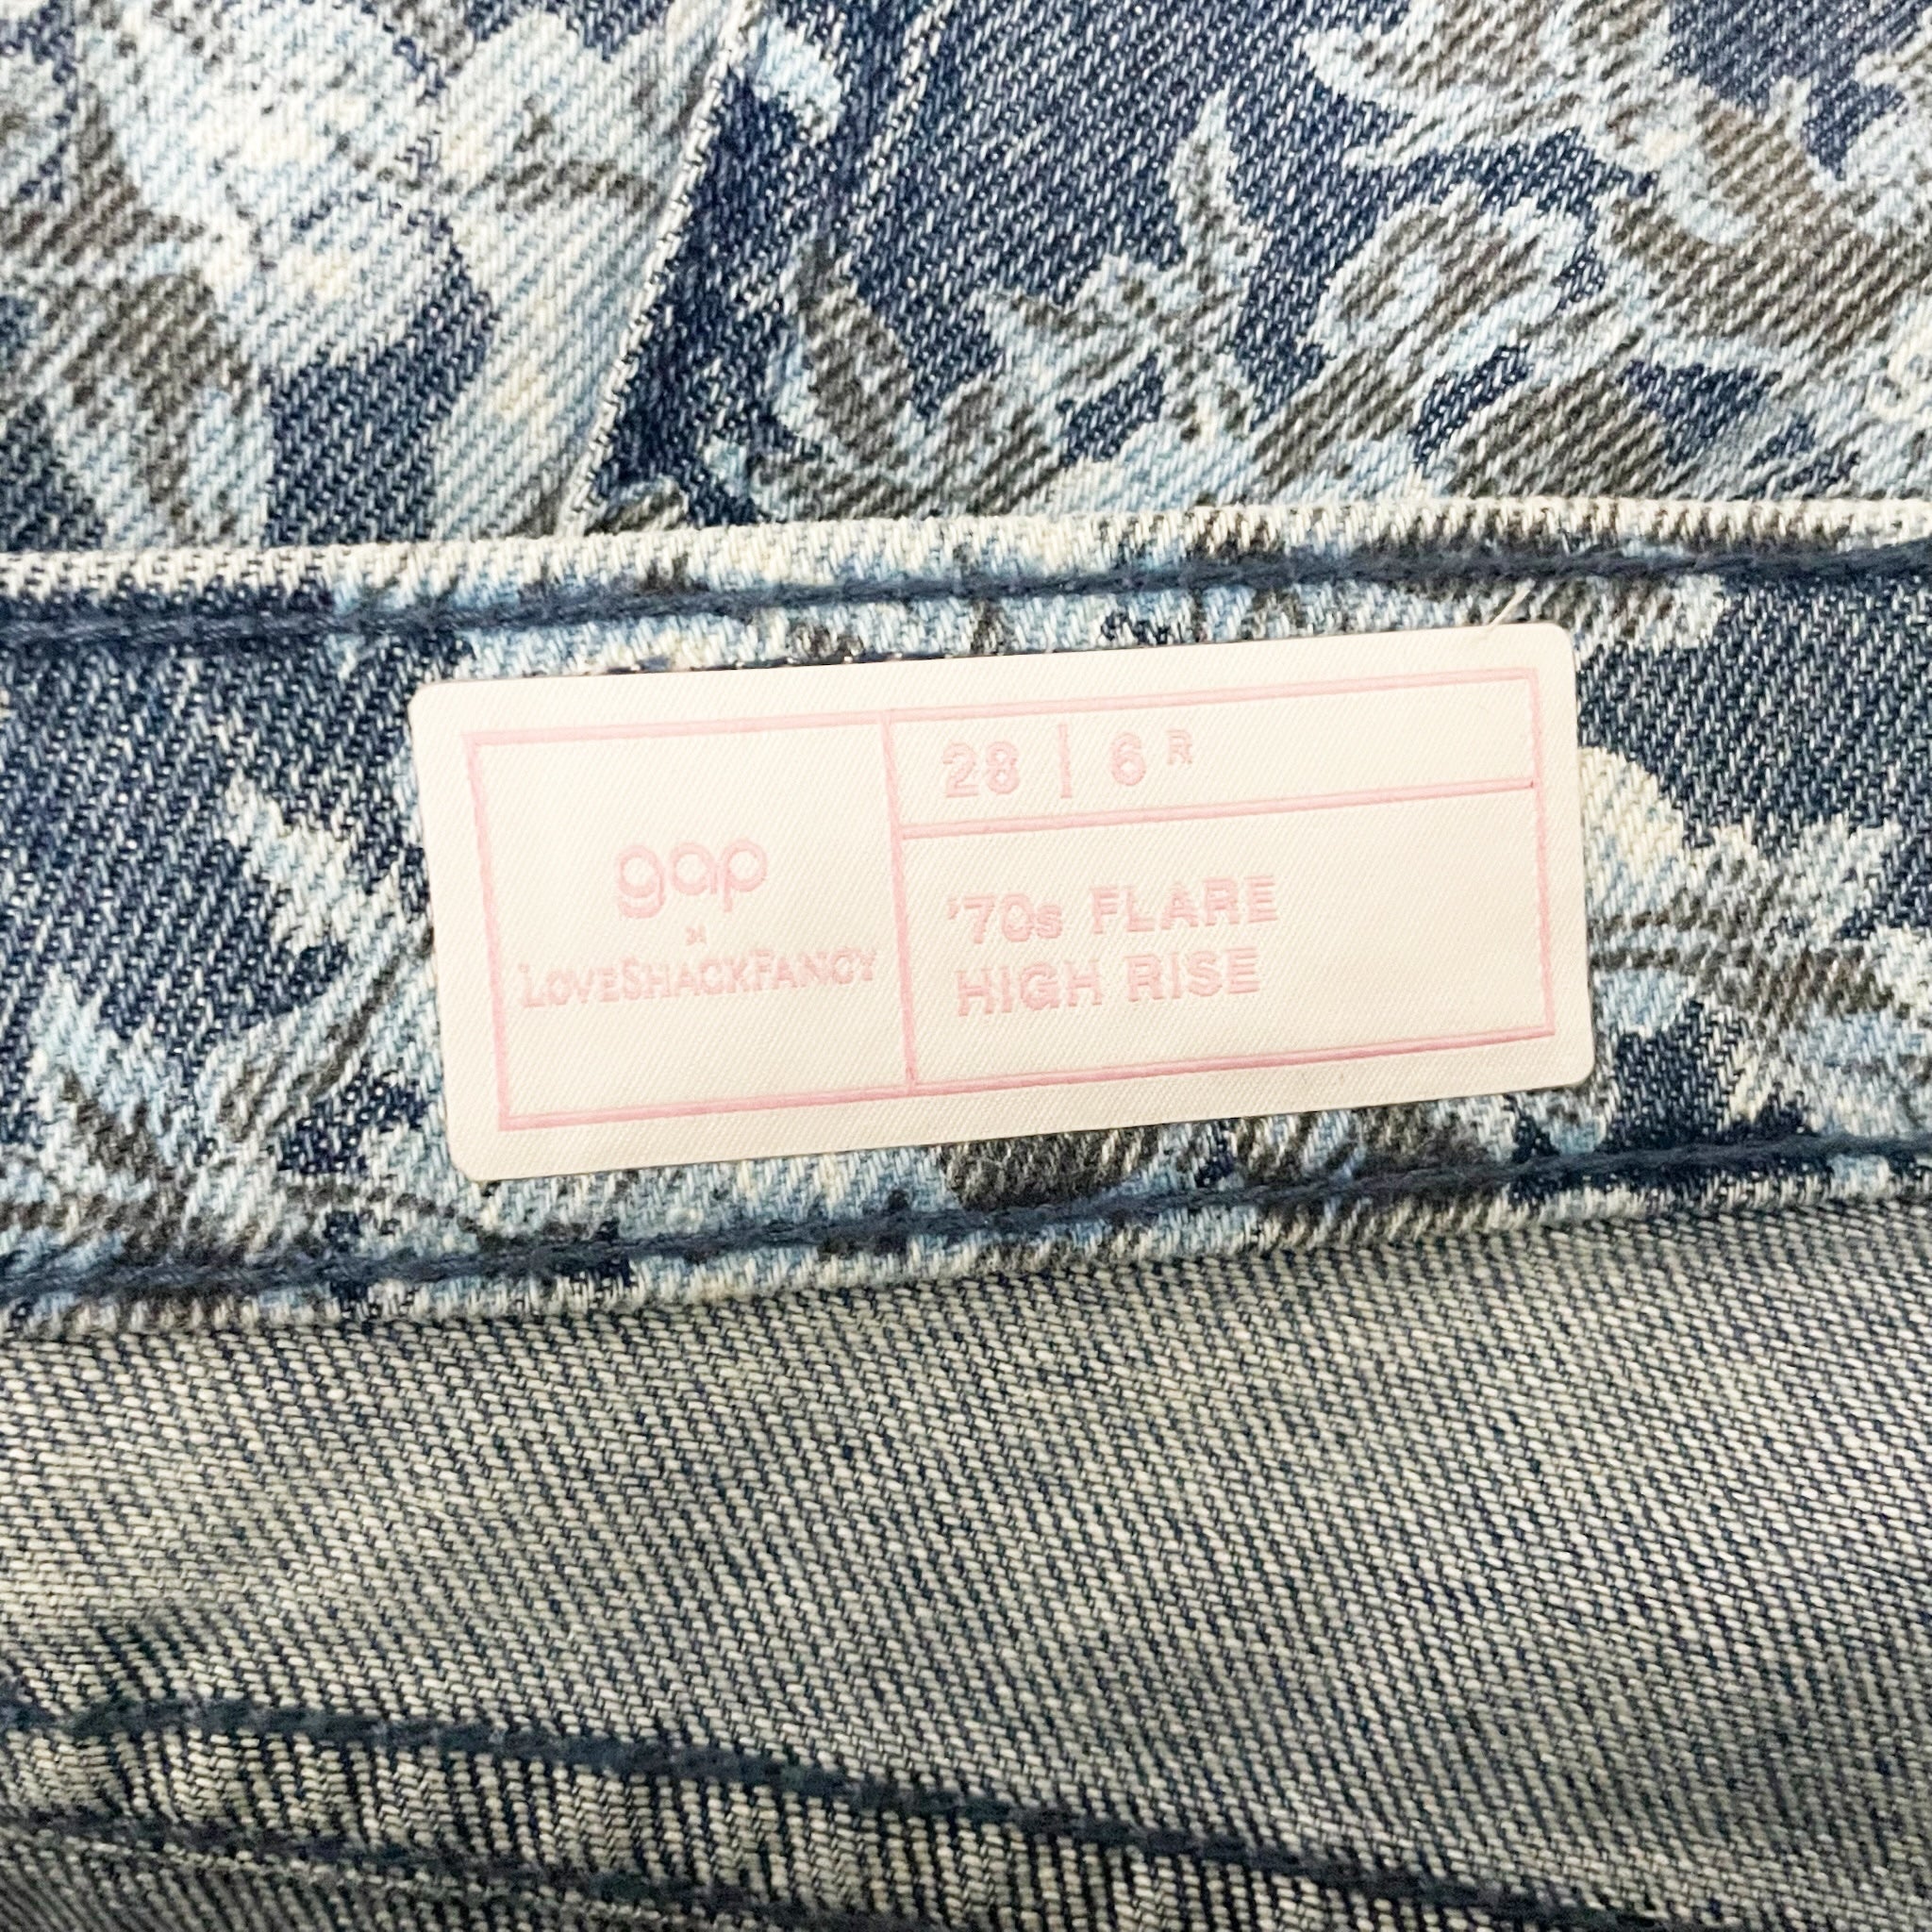 gap
×
LoveShackFancy
28 | 6 R
'70s FLARE
HIGH RISE